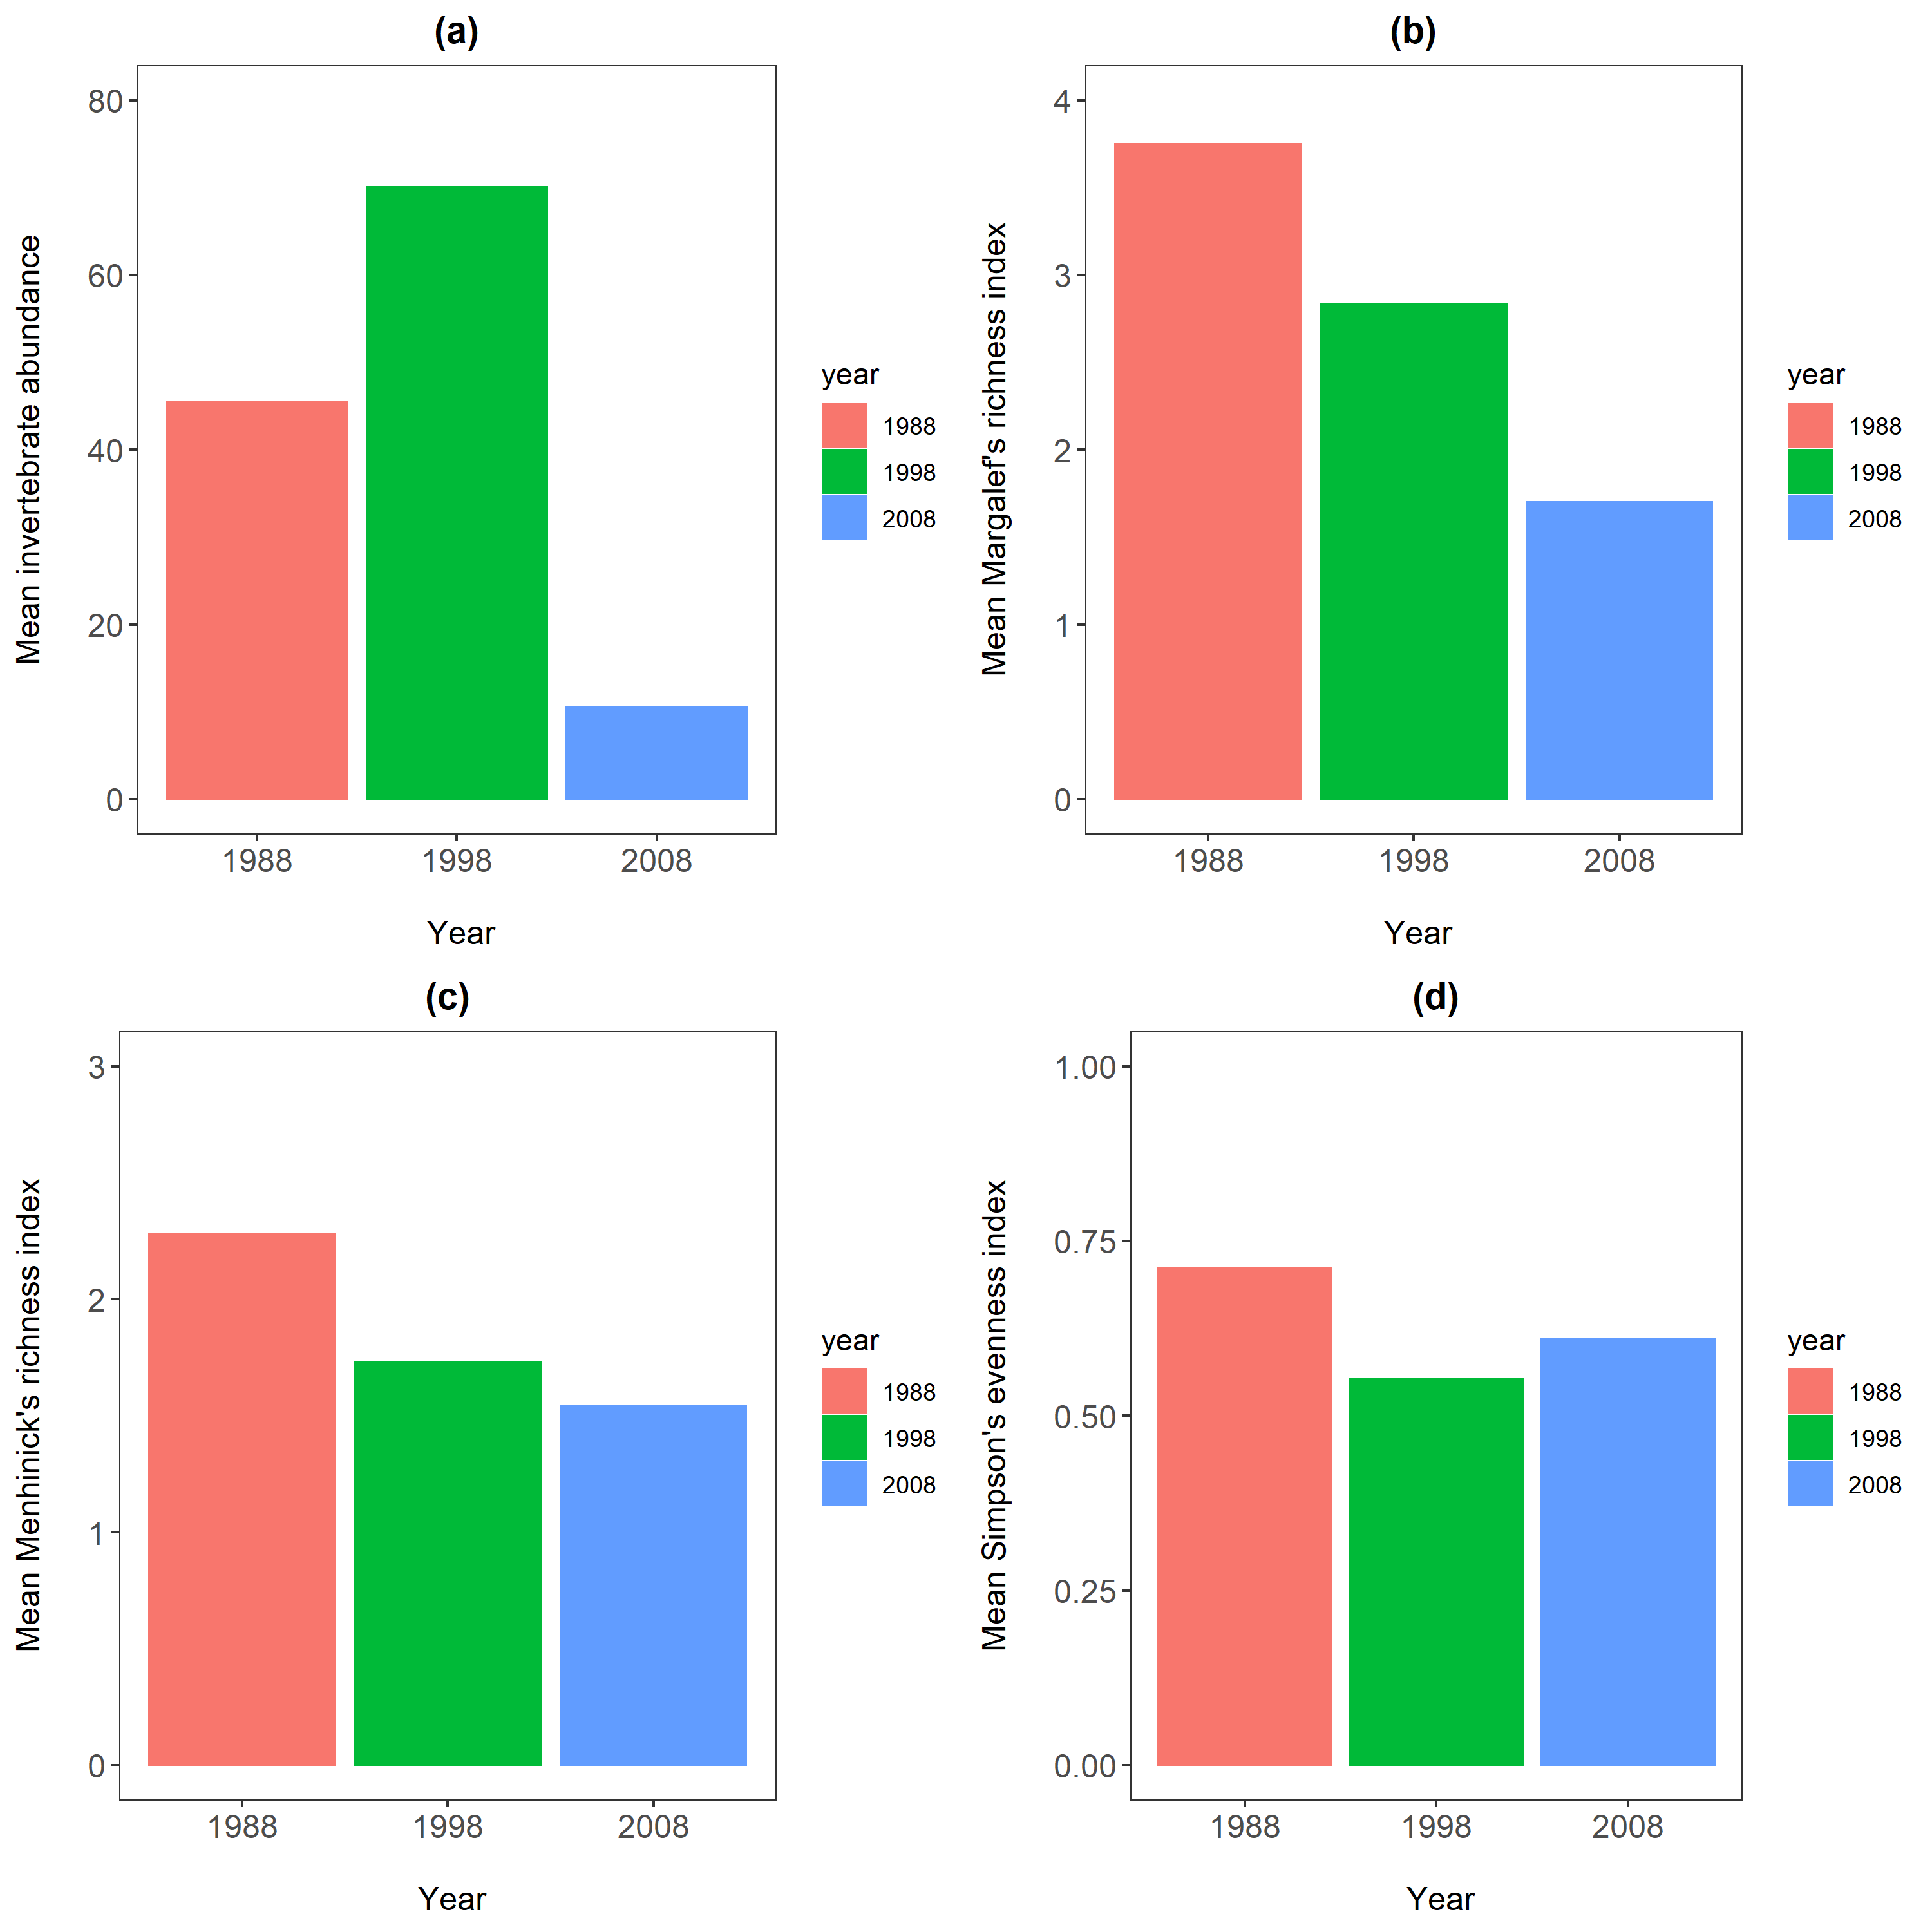 (a)
Mean invertebrate abundance
80
60
40
20
0
1988 1998 2008
Year
year
1988
1998
2008
(b)
Mean Margalef's richness index
4
3
2
1
0
1988 1998 2008
Year
year
1988
1998
2008
(c)
Mean Menhinick's richness index
3
2
1
0
1988 1998 2008
Year
year
1988
1998
2008
(d)
Mean Simpson's evenness index
1.00
0.75
0.50
0.25
0.00
1988 1998 2008
Year
year
1988
1998
2008